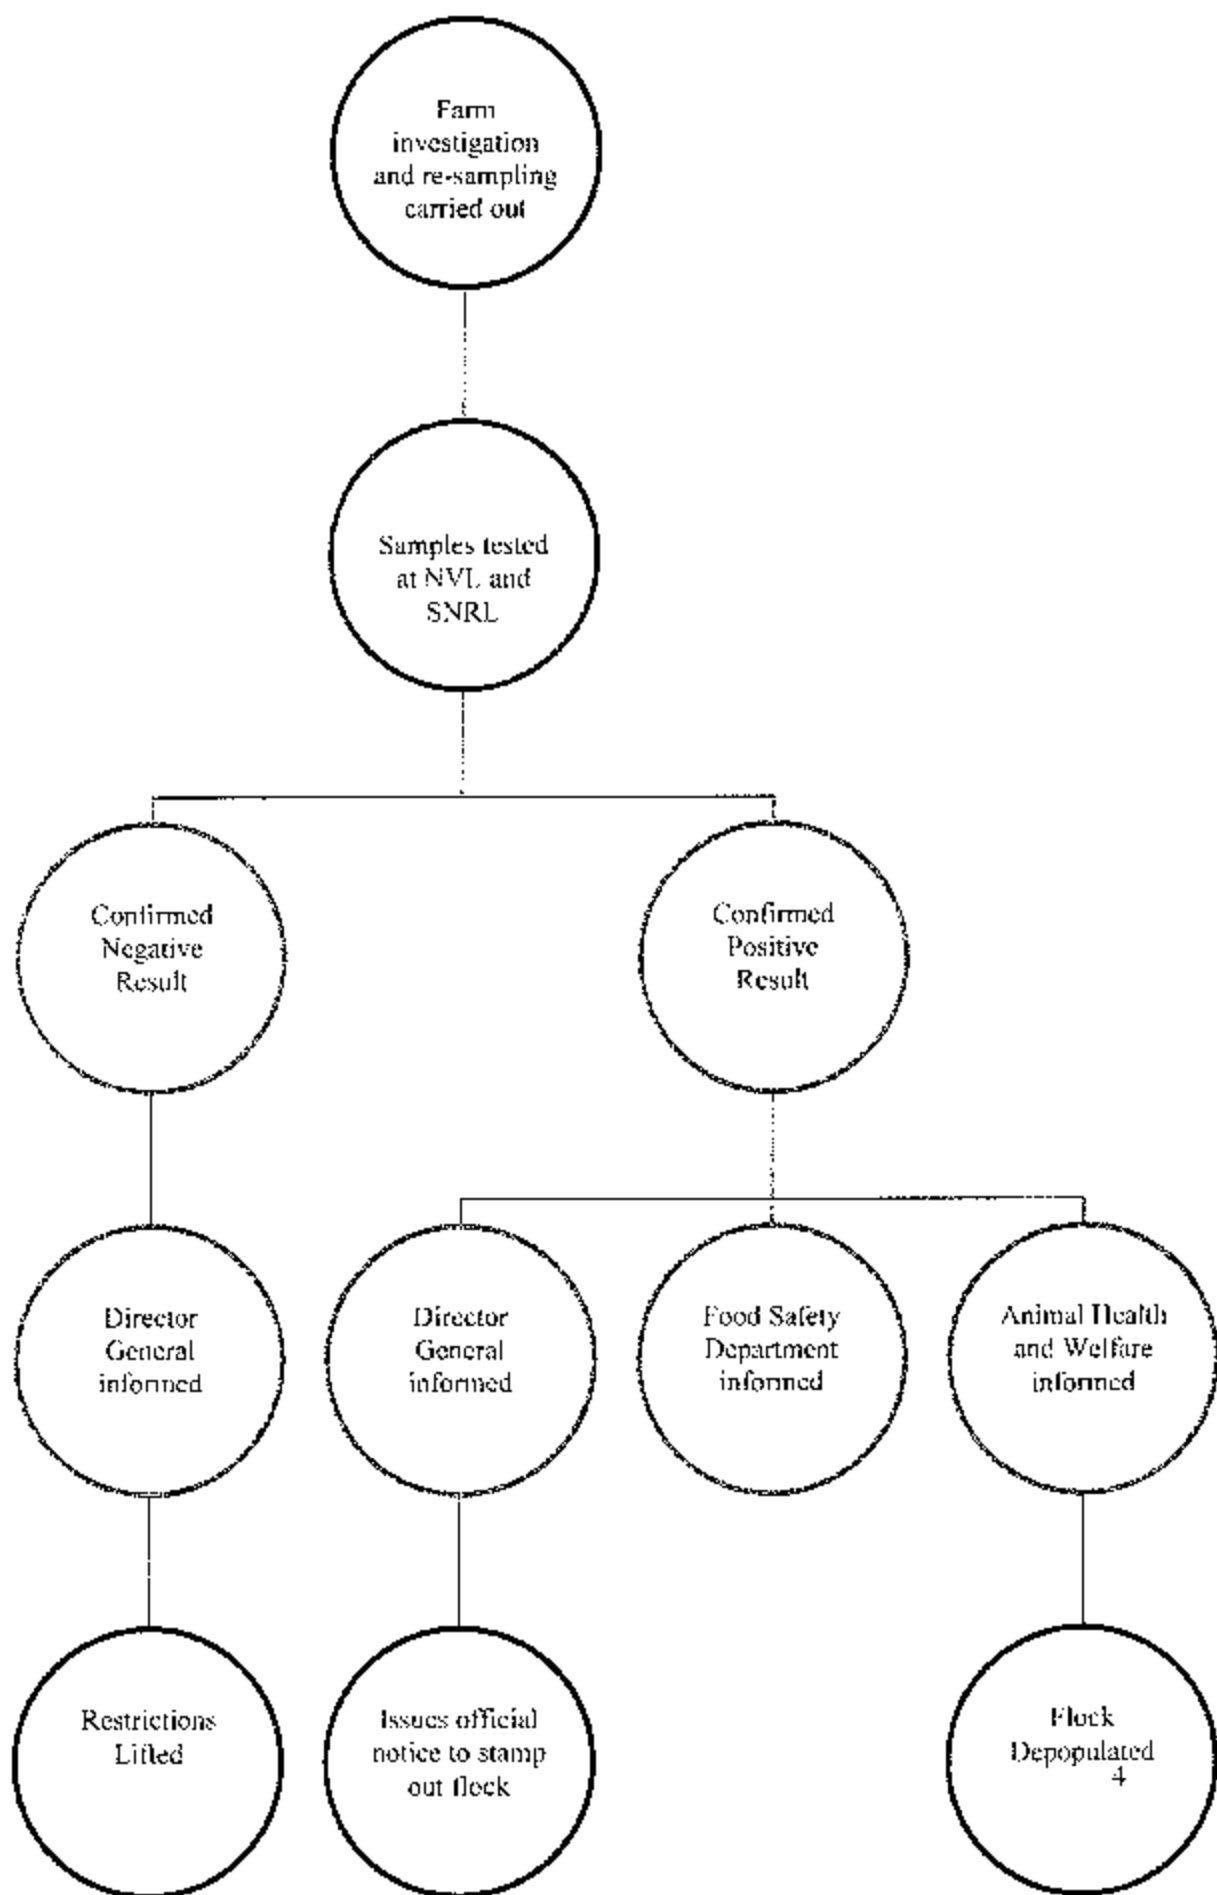 Farm
investigation
and re-sampling
carried out
Samples tested
at NVL and
SNRL
Confirmed
Negative
Result
Confirmed
Positive
Result
Director
General
informed
Director
General
informed
Food Safety
Department
informed
Animal Health
and Welfare
informed
Restrictions
Lifted
Issues official
notice to stamp
out flock
Flock
Depopulated
4